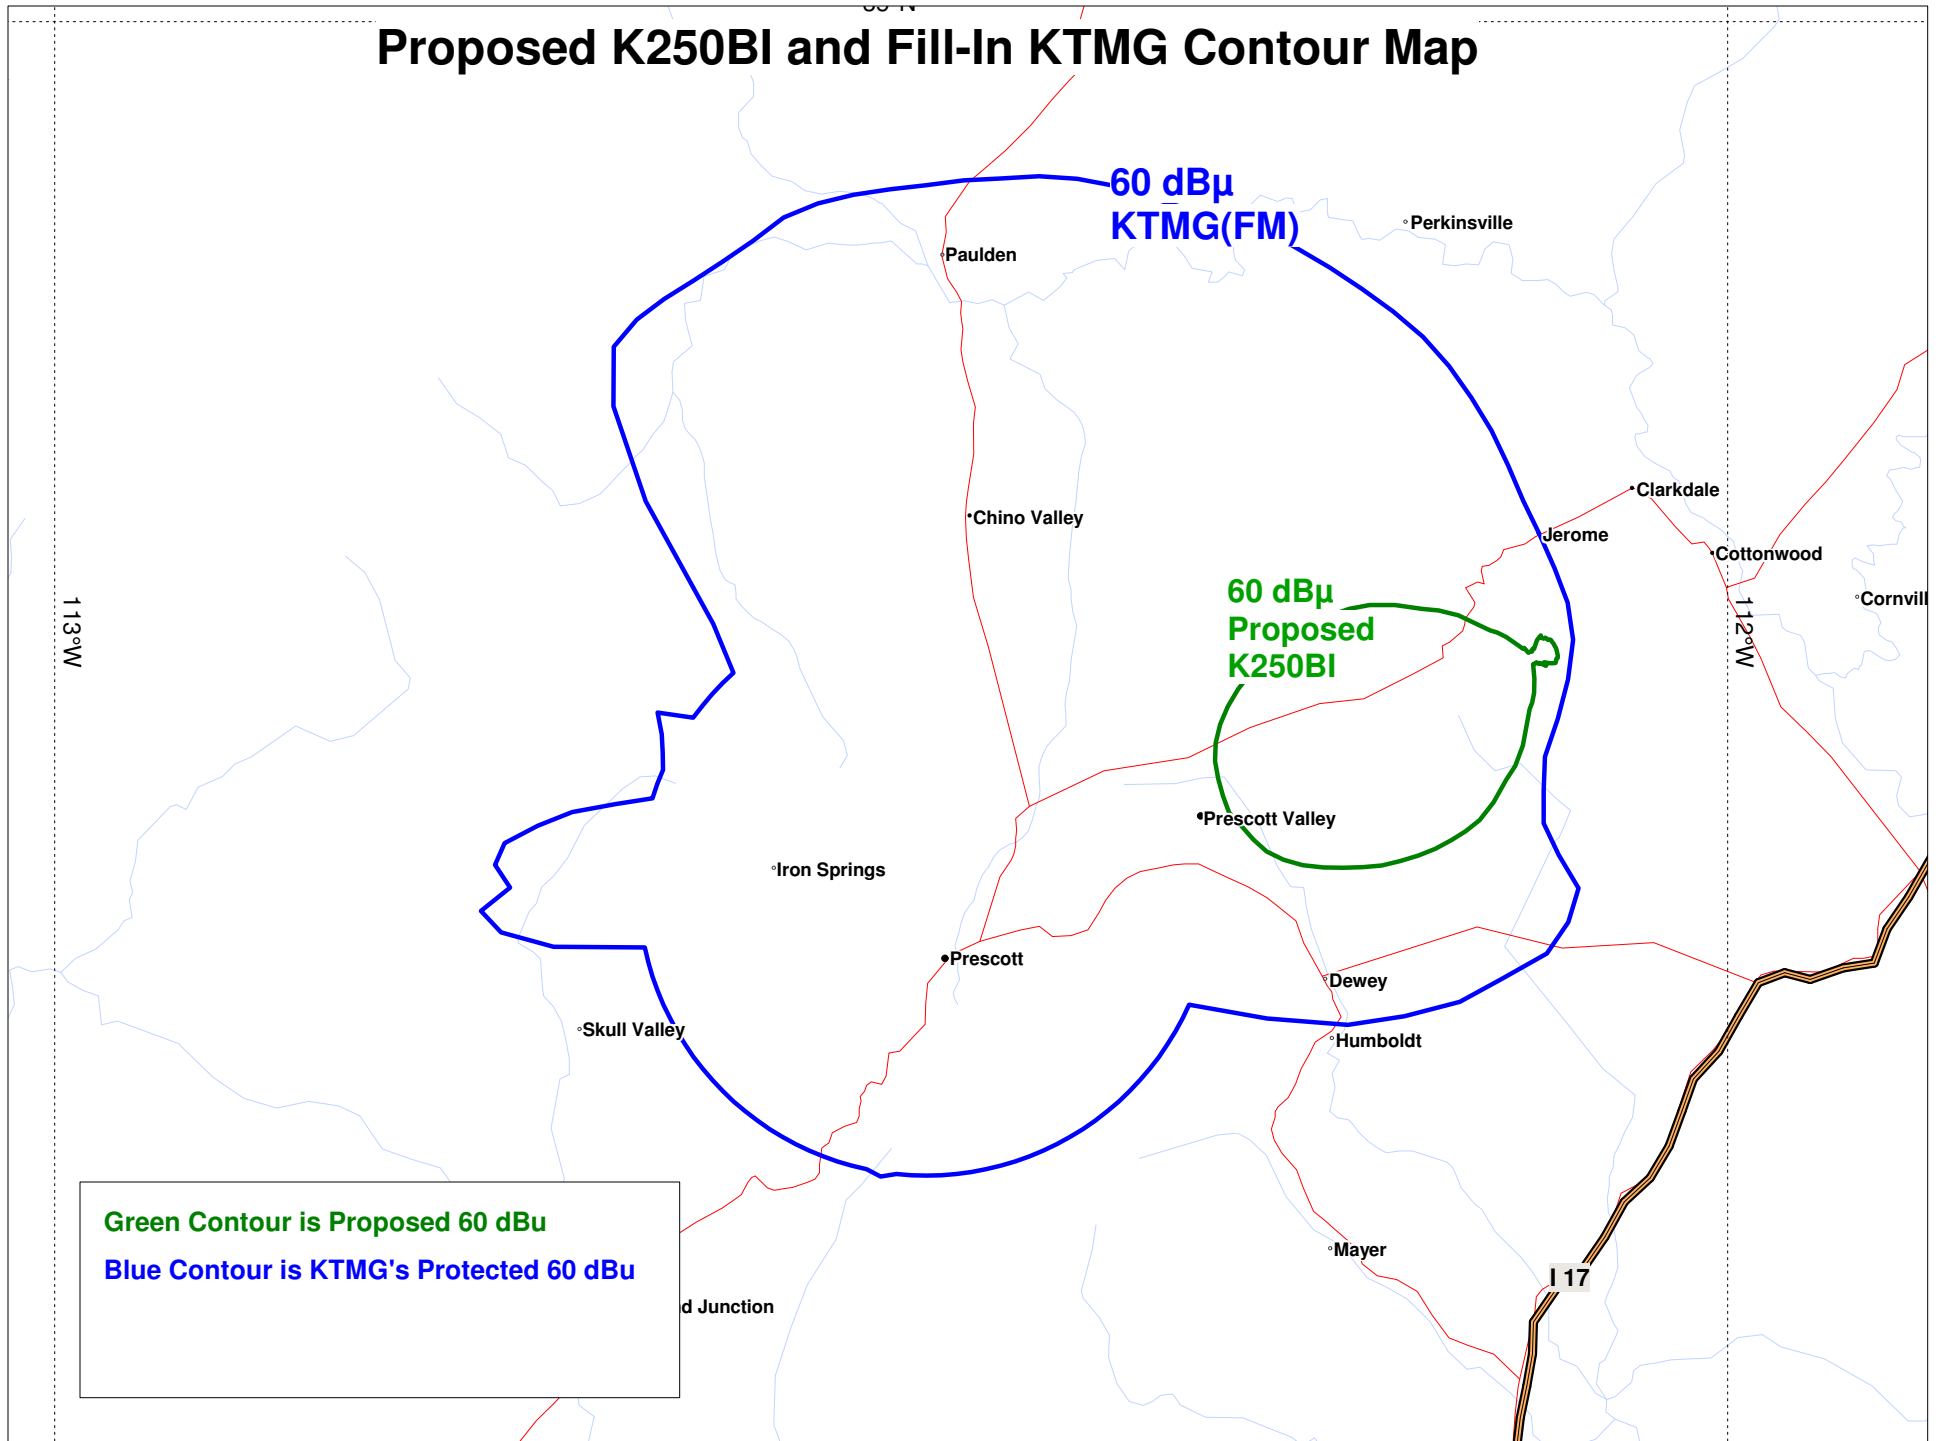 Proposed K250BI and Fill-In KTMG Contour Map
60 dBµ
KTMG(FM)
Perkinsville
Paulden
Clarkdale
Chino Valley
Jerome
Cottonwood
60 dBµ
Proposed
K250BI
113°W
112°W
Prescott Valley
Iron Springs
Prescott
Dewey
Skull Valley
Humboldt
Green Contour is Proposed 60 dBu
Blue Contour is KTMG's Protected 60 dBu
Mayer
I 17
Junction